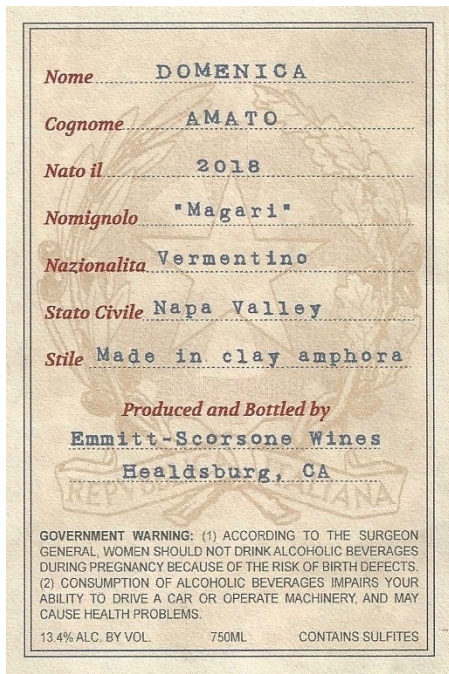 Nome DOMENICA
Cognome AMATO
Nato il 2018
Nomignolo "Magari"
Nazionalita Vermentino
Stato Civile Napa Valley
Stile Made in clay amphora
Produced and Bottled by
Emmitt-Scorsone Wines
Healdsburg, CA
REPVB ITALIANA
GOVERNMENT WARNING: (1) ACCORDING TO THE SURGEON
GENERAL, WOMEN SHOULD NOT DRINK ALCOHOLIC BEVERAGES
DURING PREGNANCY BECAUSE OF THE RISK OF BIRTH DEFECTS.
(2) CONSUMPTION OF ALCOHOLIC BEVERAGES IMPAIRS YOUR
ABILITY TO DRIVE A CAR OR OPERATE MACHINERY, AND MAY
CAUSE HEALTH PROBLEMS.
13.4% ALC. BY VOL. 750ML CONTAINS SULFITES